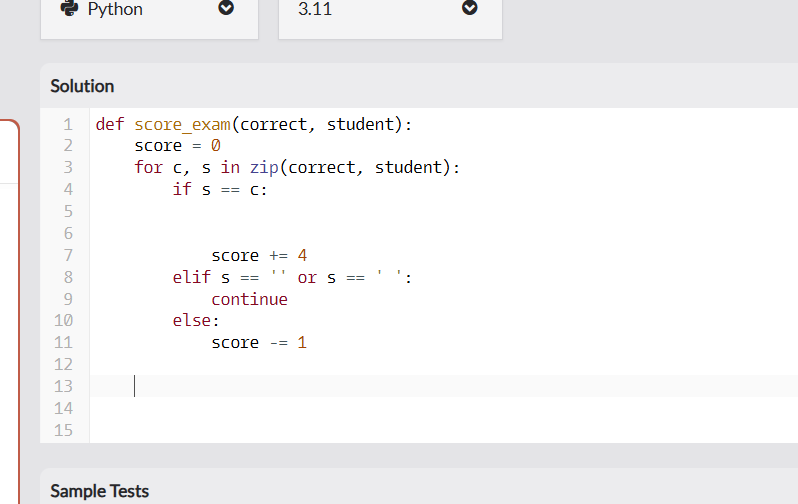 Python 3.11
Solution
1 def score_exam(correct, student):
2     score = 0
3     for c, s in zip(correct, student):
4         if s == c:
5
6
7             score += 4
8         elif s == '' or s == ' ':
9             continue
10         else:
11             score -= 1
12
13
14
15
Sample Tests